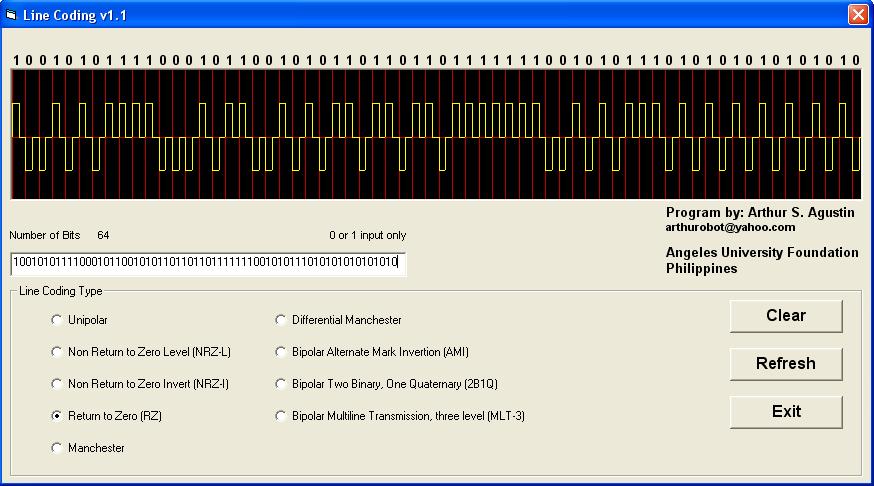 Line Coding v1.1
1 0 0 1 0 1 0 1 1 1 1 0 0 0 1 0 1 1 0 0 1 0 1 0 1 1 0 1 1 0 1 1 0 1 1 1 1 1 1 1 0 0 1 0 1 0 1 1 1 0 1 0 1 0 1 0 1 0 1 0 1 0 1 0
Program by: Arthur S. Agustin
arthurobot@yahoo.com
Number of Bits 64 0 or 1 input only
Angeles University Foundation
Philippines
1001010111100010110010101101101101111111001010111010101010101010
Line Coding Type
Unipolar
Non Return to Zero Level (NRZ-L)
Non Return to Zero Invert (NRZ-I)
Return to Zero (RZ)
Manchester
Differential Manchester
Bipolar Alternate Mark Invertion (AMI)
Bipolar Two Binary, One Quaternary (2B1Q)
Bipolar Multiline Transmission, three level (MLT-3)
Clear
Refresh
Exit